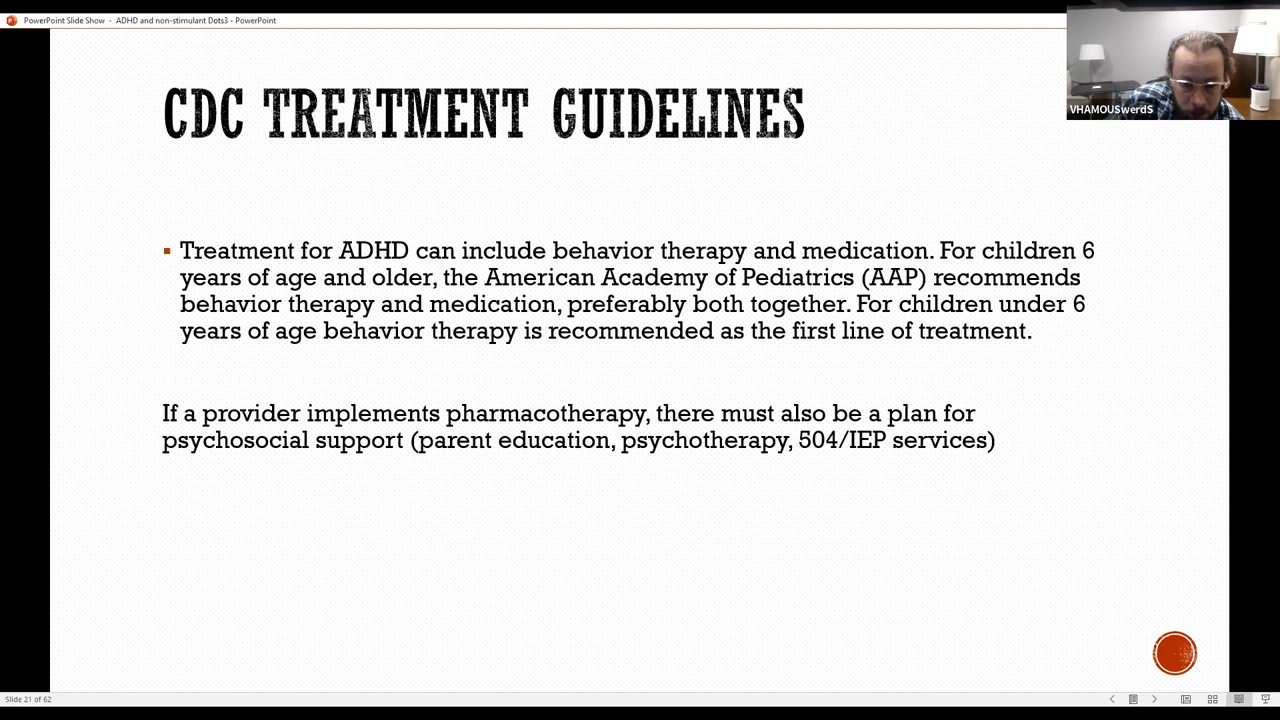 PowerPoint Slide Show - ADHD and non-stimulant Dots3 - PowerPoint
VHAMOUSwerdS
CDC TREATMENT GUIDELINES
▪ Treatment for ADHD can include behavior therapy and medication. For children 6
years of age and older, the American Academy of Pediatrics (AAP) recommends
behavior therapy and medication, preferably both together. For children under 6
years of age behavior therapy is recommended as the first line of treatment.
If a provider implements pharmacotherapy, there must also be a plan for
psychosocial support (parent education, psychotherapy, 504/IEP services)
Slide 21 of 62